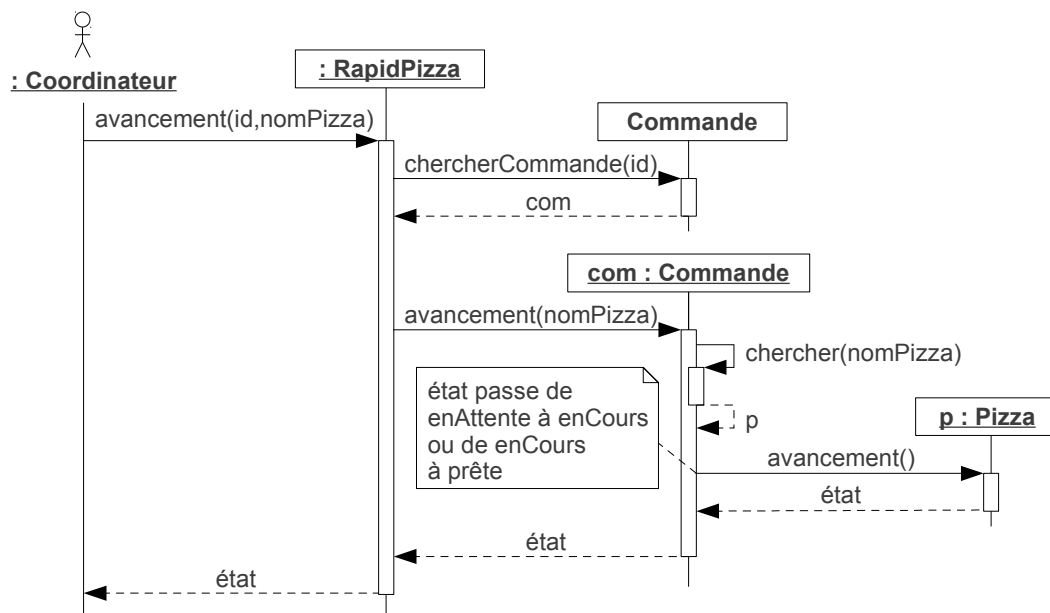 : Coordinateur
: RapidPizza
avancement(id,nomPizza)
Commande
chercherCommande(id)
com
com : Commande
avancement(nomPizza)
chercher(nomPizza)
état passe de
enAttente à enCours
ou de enCours
à prête
p
p : Pizza
avancement()
état
état
état